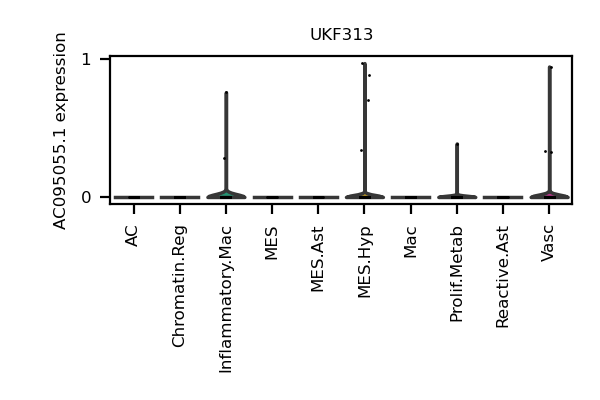 UKF313
AC095055.1 expression
1
0
AC
Chromatin.Reg
Inflammatory.Mac
MES
MES.Ast
MES.Hyp
Mac
Prolif.Metab
Reactive.Ast
Vasc